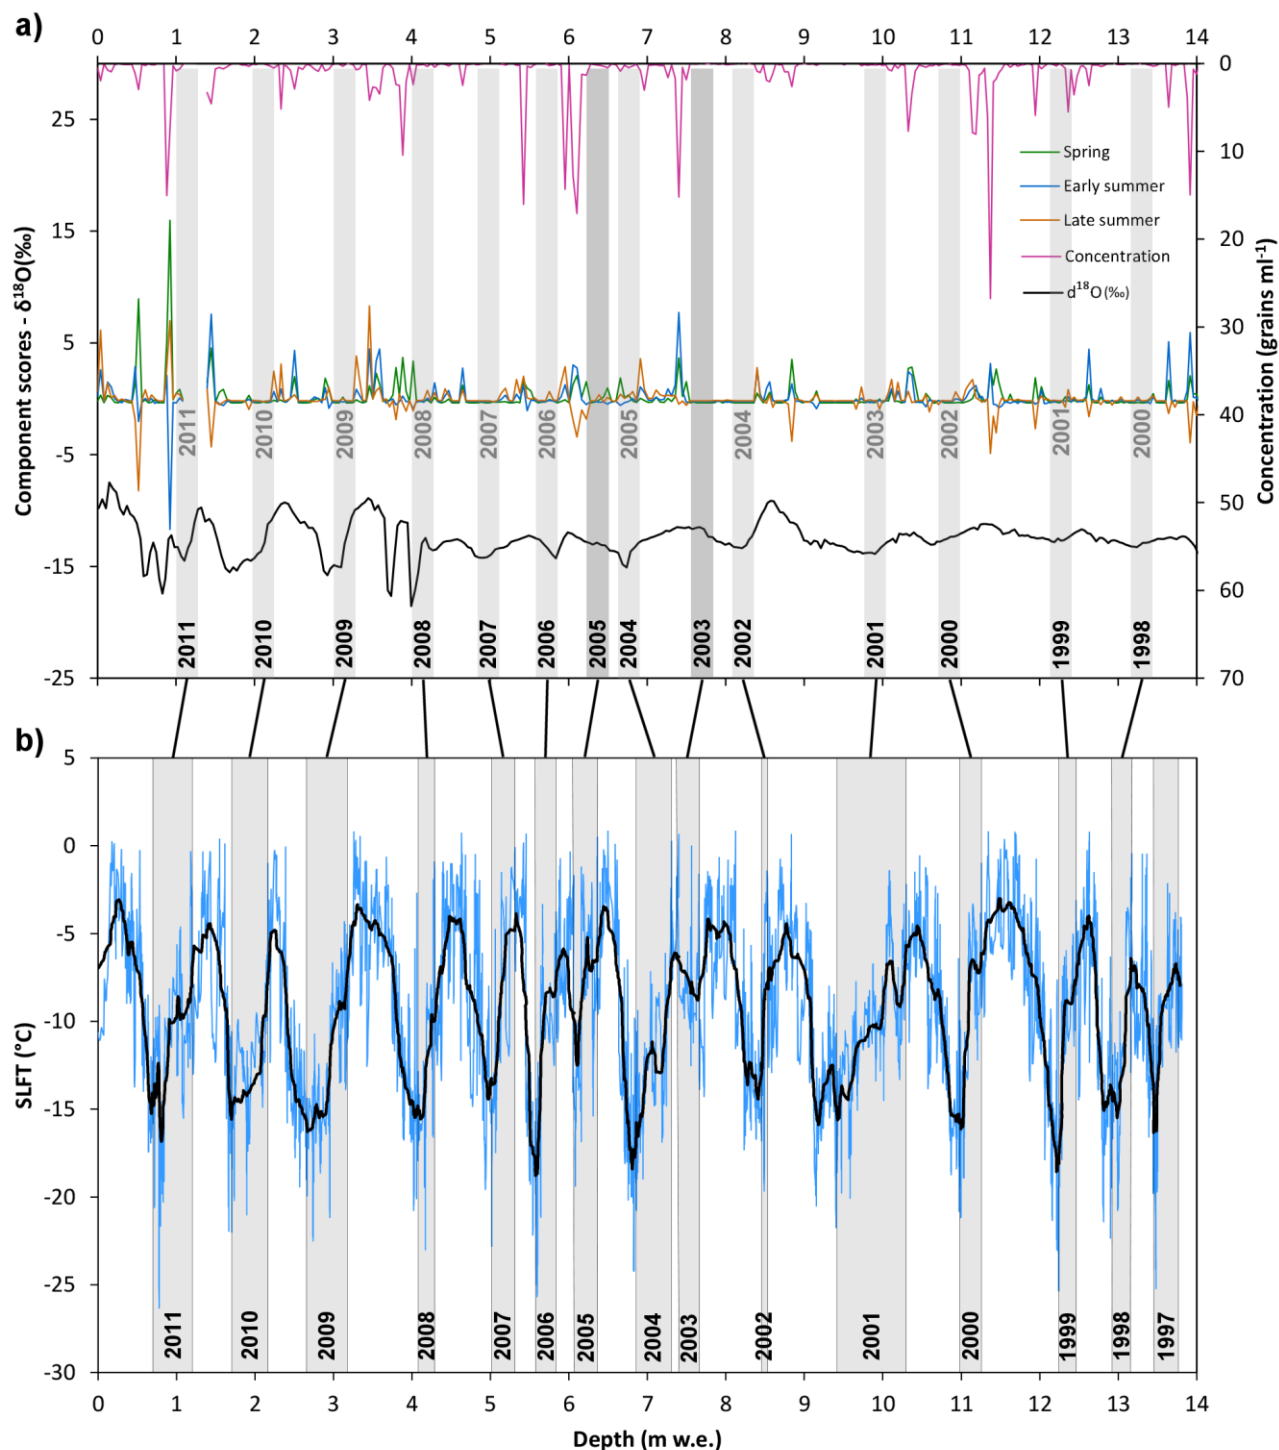 a)
0 1 2 3 4 5 6 7 8 9 10 11 12 13 14
Component scores - δ¹⁸O(‰)
25
15
5
-5
-15
-25
0
10
20
30
40
50
60
70
Concentration (grains ml⁻¹)
Spring
Early summer
Late summer
Concentration
d¹⁸O(‰)
2011 2010 2009 2008 2007 2006 2005 2004 2003 2002 2001 2000
2011 2010 2009 2008 2007 2006 2005 2004 2003 2002 2001 2000 1999 1998
b)
SLFT (°C)
5
0
-5
-10
-15
-20
-25
-30
2011 2010 2009 2008 2007 2006 2005 2004 2003 2002 2001 2000 1999 1998 1997
0 1 2 3 4 5 6 7 8 9 10 11 12 13 14
Depth (m w.e.)